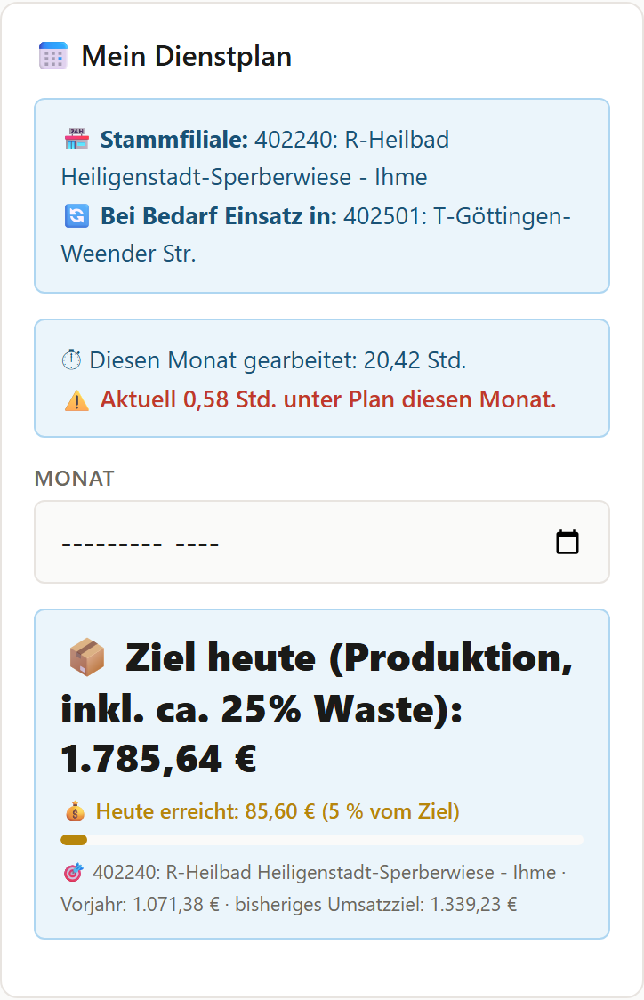 Mein Dienstplan
Stammfiliale: 402240: R-Heilbad
Heiligenstadt-Sperberwiese - Ihme
Bei Bedarf Einsatz in: 402501: T-Göttingen-
Weender Str.
Diesen Monat gearbeitet: 20,42 Std.
Aktuell 0,58 Std. unter Plan diesen Monat.
MONAT
--------- ----
Ziel heute (Produktion,
inkl. ca. 25% Waste):
1.785,64 €
Heute erreicht: 85,60 € (5 % vom Ziel)
402240: R-Heilbad Heiligenstadt-Sperberwiese - Ihme ·
Vorjahr: 1.071,38 € · bisheriges Umsatzziel: 1.339,23 €